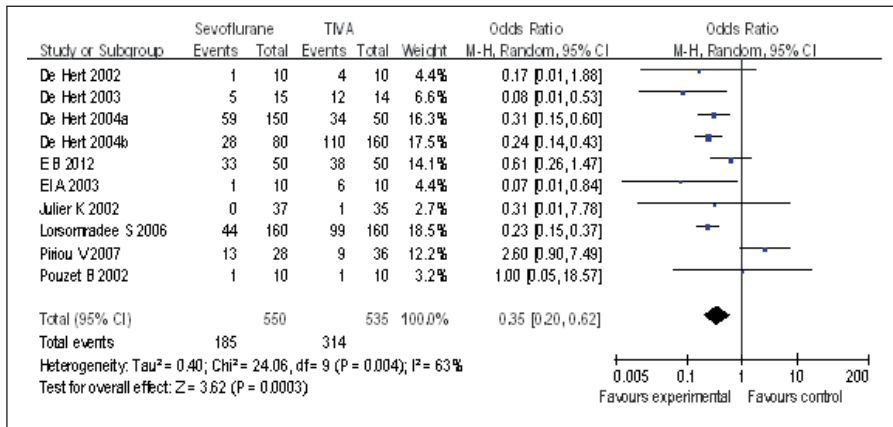 Sevoflurane TIVA Odds Ratio Odds Ratio
Study or Subgroup Events Total Events Total Weight M-H, Random, 95% CI M-H, Random, 95% CI
De Hert 2002 1 10 4 10 4.4% 0.17 [0.01, 1.88]
De Hert 2003 5 15 12 14 6.6% 0.08 [0.01, 0.53]
De Hert 2004a 59 150 34 50 16.3% 0.31 [0.15, 0.60]
De Hert 2004b 28 80 110 160 17.5% 0.24 [0.14, 0.43]
E B 2012 33 50 38 50 14.1% 0.61 [0.26, 1.47]
El A 2003 1 10 6 10 4.4% 0.07 [0.01, 0.84]
Julier K 2002 0 37 1 35 2.7% 0.31 [0.01, 7.78]
Lorsomradee S 2006 44 160 99 160 18.5% 0.23 [0.15, 0.37]
Piriou V 2007 13 28 9 36 12.2% 2.60 [0.90, 7.49]
Pouzet B 2002 1 10 1 10 3.2% 1.00 [0.05, 18.57]
Total (95% CI) 550 535 100.0% 0.35 [0.20, 0.62]
Total events 185 314
Heterogeneity: Tau² = 0.40; Chi² = 24.06, df = 9 (P = 0.004); I² = 63%
Test for overall effect: Z = 3.62 (P = 0.0003)
0.005 0.1 1 10 200
Favours experimental Favours control